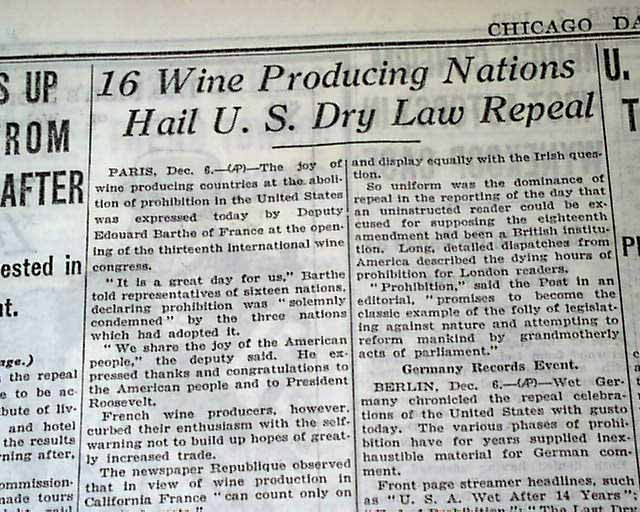 CHICAGO DA
S UP
ROM
AFTER
ested in
nt.
age.)
, the repeal
e to be ac-
bute of liv-
and hotel
the results
rning after,
ommission-
made tours
16 Wine Producing Nations
Hail U. S. Dry Law Repeal
PARIS, Dec. 6.—(AP)—The joy of
wine producing countries at the aboli-
tion of prohibition in the United States
was expressed today by Deputy
Edouard Barthe of France at the open-
ing of the thirteenth international wine
congress.
"It is a great day for us," Barthe
told representatives of sixteen nations,
declaring prohibition was "solemnly
condemned" by the three nations
which had adopted it.
"We share the joy of the American
people," the deputy said. He ex-
pressed thanks and congratulations to
the American people and to President
Roosevelt.
French wine producers, however,
curbed their enthusiasm with the self-
warning not to build up hopes of great-
ly increased trade.
The newspaper Republique observed
that in view of wine production in
California France "can count only on
and display equally with the Irish ques-
tion.
So uniform was the dominance of
repeal in the reporting of the day that
an uninstructed reader could be ex-
cused for supposing the eighteenth
amendment had been a British institu-
tion. Long, detailed dispatches from
America described the dying hours of
prohibition for London readers.
"Prohibition," said the Post in an
editorial, "promises to become the
classic example of the folly of legislat-
ing against nature and attempting to
reform mankind by grandmotherly
acts of parliament."
Germany Records Event.
BERLIN, Dec. 6.—(AP)—Wet Ger-
many chronicled the repeal celebra-
tions of the United States with gusto
today. The various phases of prohi-
bition have for years supplied inex-
haustible material for German com-
ment.
Front page streamer headlines, such
as "U. S. A. Wet After 14 Years";
U.
T